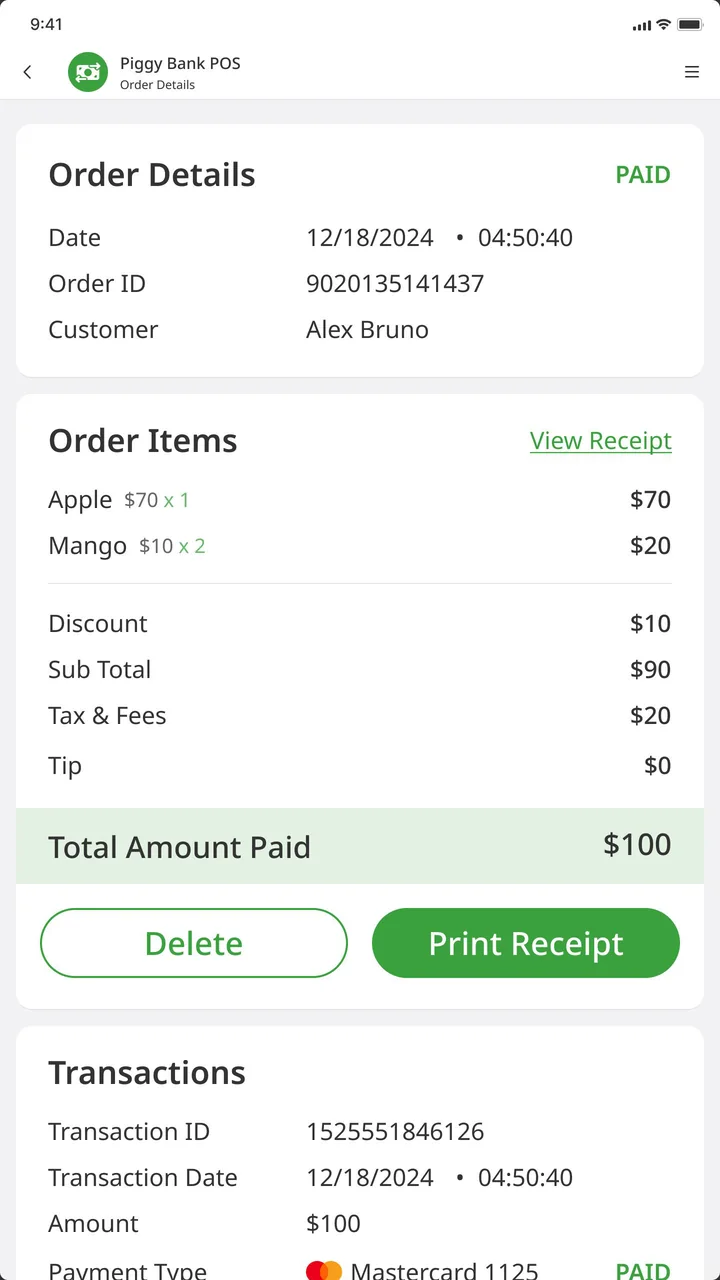 9:41
Piggy Bank POS
Order Details
Order Details PAID
Date 12/18/2024 • 04:50:40
Order ID 9020135141437
Customer Alex Bruno
Order Items View Receipt
Apple $70 x 1 $70
Mango $10 x 2 $20
Discount $10
Sub Total $90
Tax & Fees $20
Tip $0
Total Amount Paid $100
Delete Print Receipt
Transactions
Transaction ID 1525551846126
Transaction Date 12/18/2024 • 04:50:40
Amount $100
Payment Type Mastercard 1125 PAID